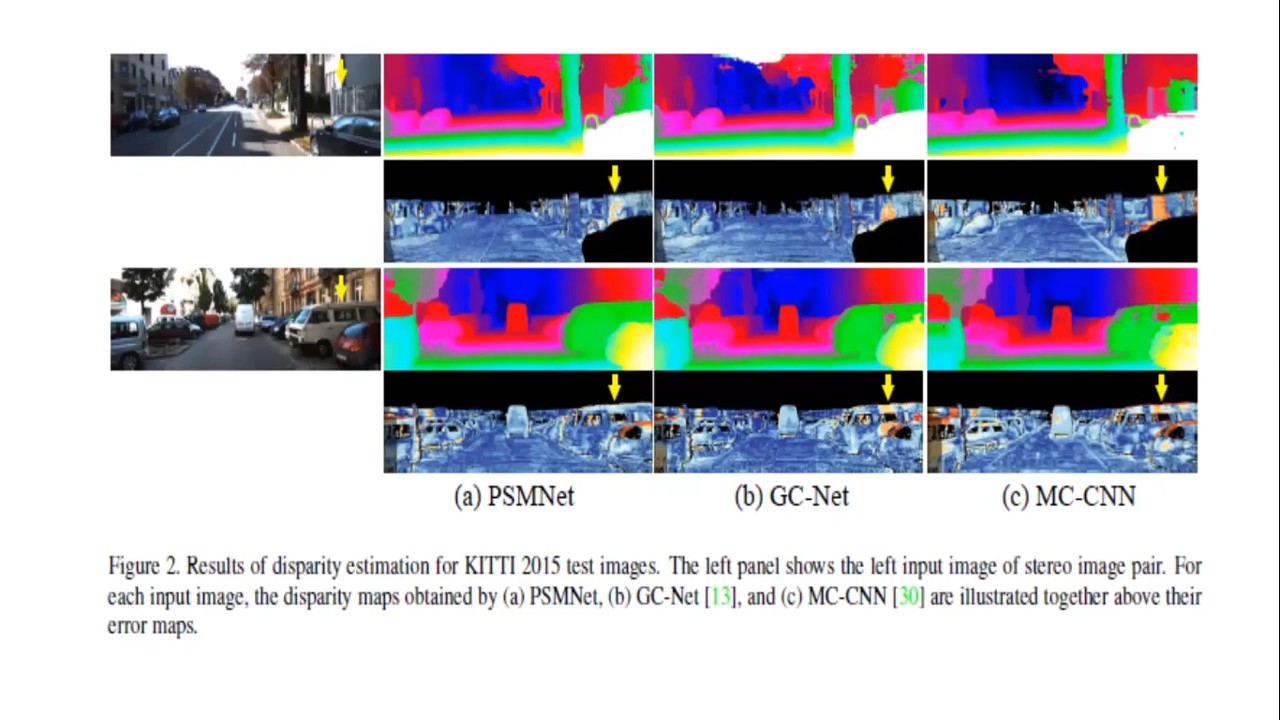 (a) PSMNet
(b) GC-Net
(c) MC-CNN
Figure 2. Results of disparity estimation for KITTI 2015 test images. The left panel shows the left input image of stereo image pair. For
each input image, the disparity maps obtained by (a) PSMNet, (b) GC-Net [13], and (c) MC-CNN [30] are illustrated together above their
error maps.